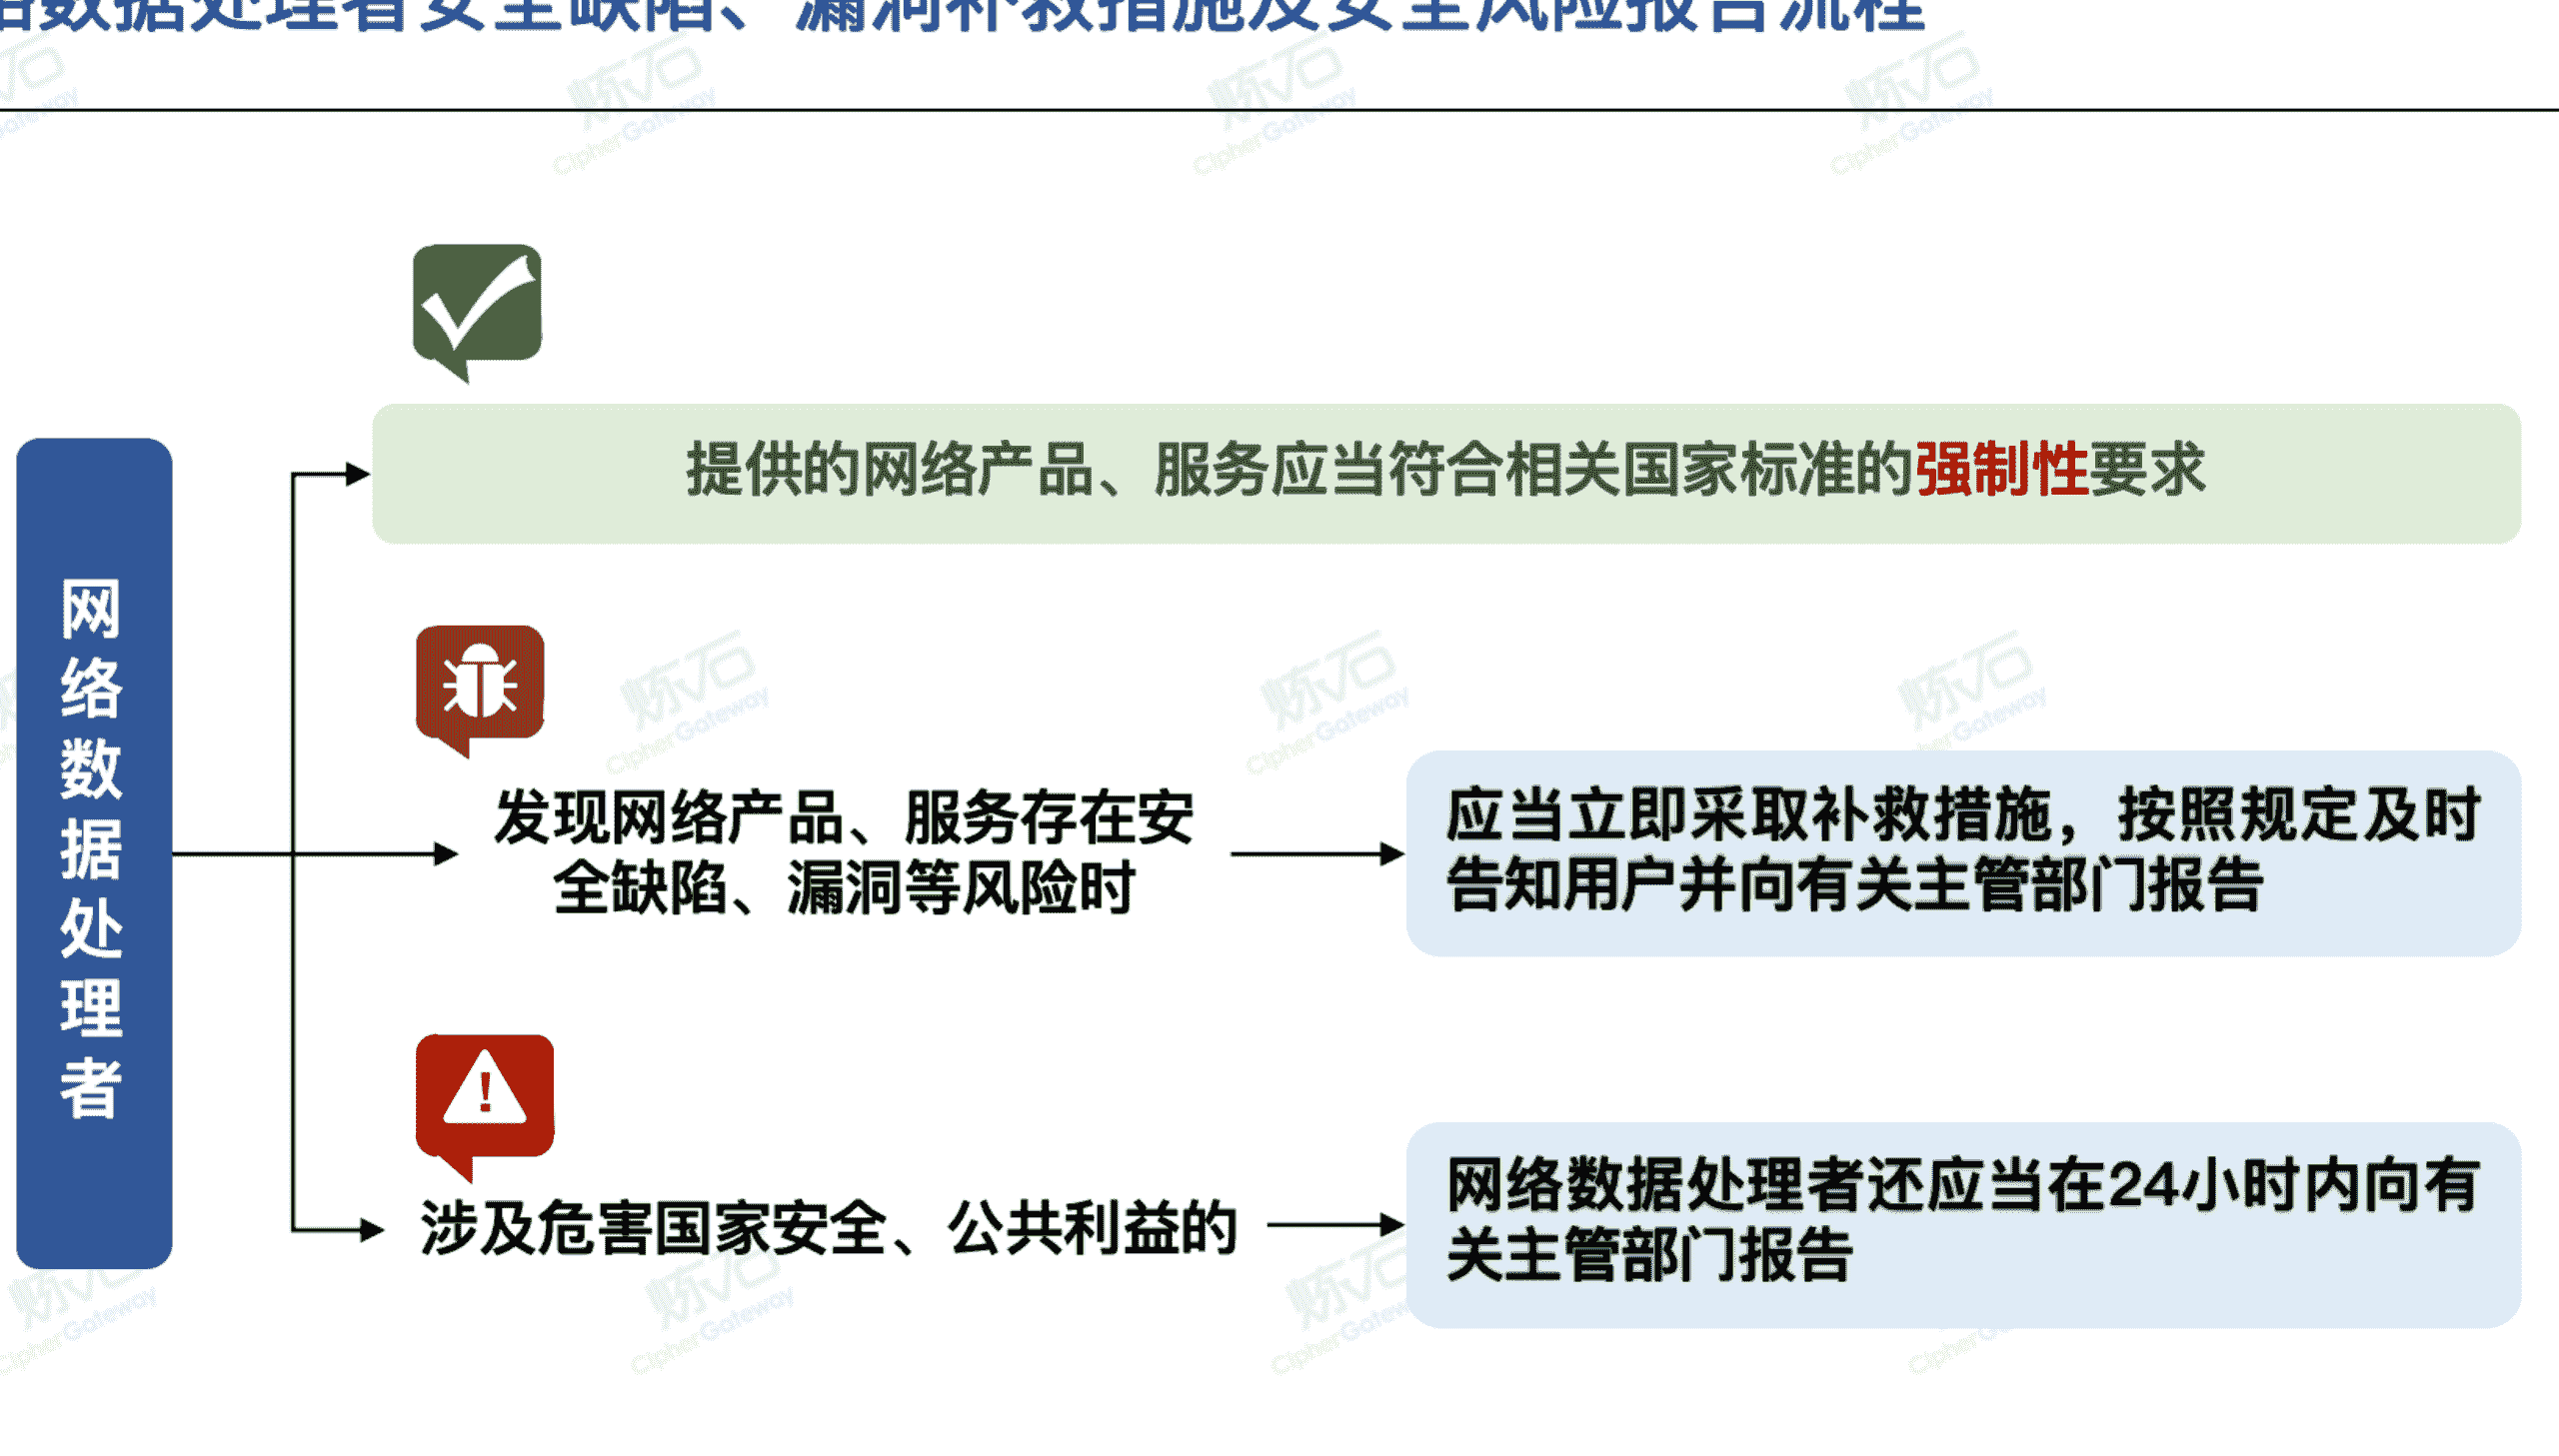 络数据处理者安全缺陷、漏洞补救措施及安全风险报告流程
提供的网络产品、服务应当符合相关国家标准的强制性要求
网络数据处理者
发现网络产品、服务存在安
全缺陷、漏洞等风险时
应当立即采取补救措施，按照规定及时
告知用户并向有关主管部门报告
涉及危害国家安全、公共利益的
网络数据处理者还应当在24小时内向有
关主管部门报告
炼石
CipherGateway